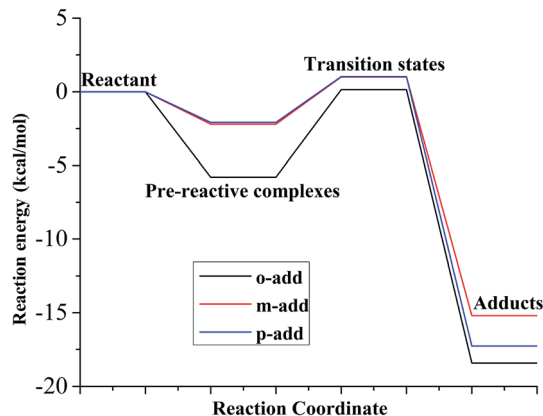 5
0
-5
-10
-15
-20
Reaction energy (kcal/mol)
Reactant
Transition states
Pre-reactive complexes
Adducts
o-add
m-add
p-add
Reaction Coordinate